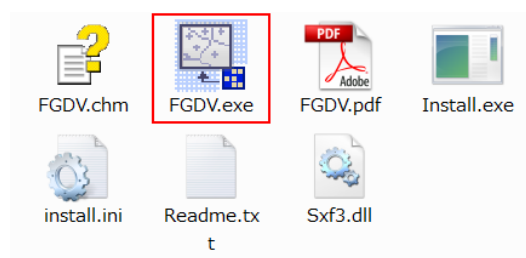 PDF
Adobe
FGDV.chm
FGDV.exe
FGDV.pdf
Install.exe
install.ini
Readme.tx
t
Sxf3.dll